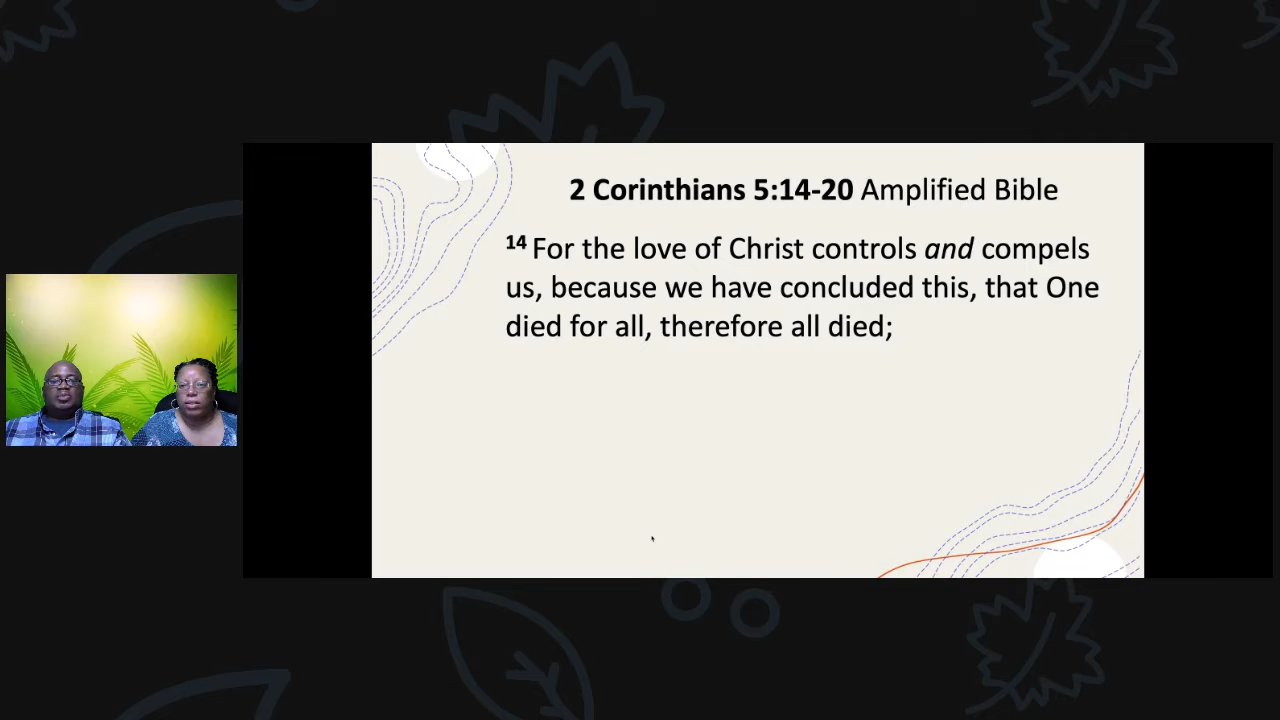 2 Corinthians 5:14-20 Amplified Bible
14 For the love of Christ controls and compels
us, because we have concluded this, that One
died for all, therefore all died;